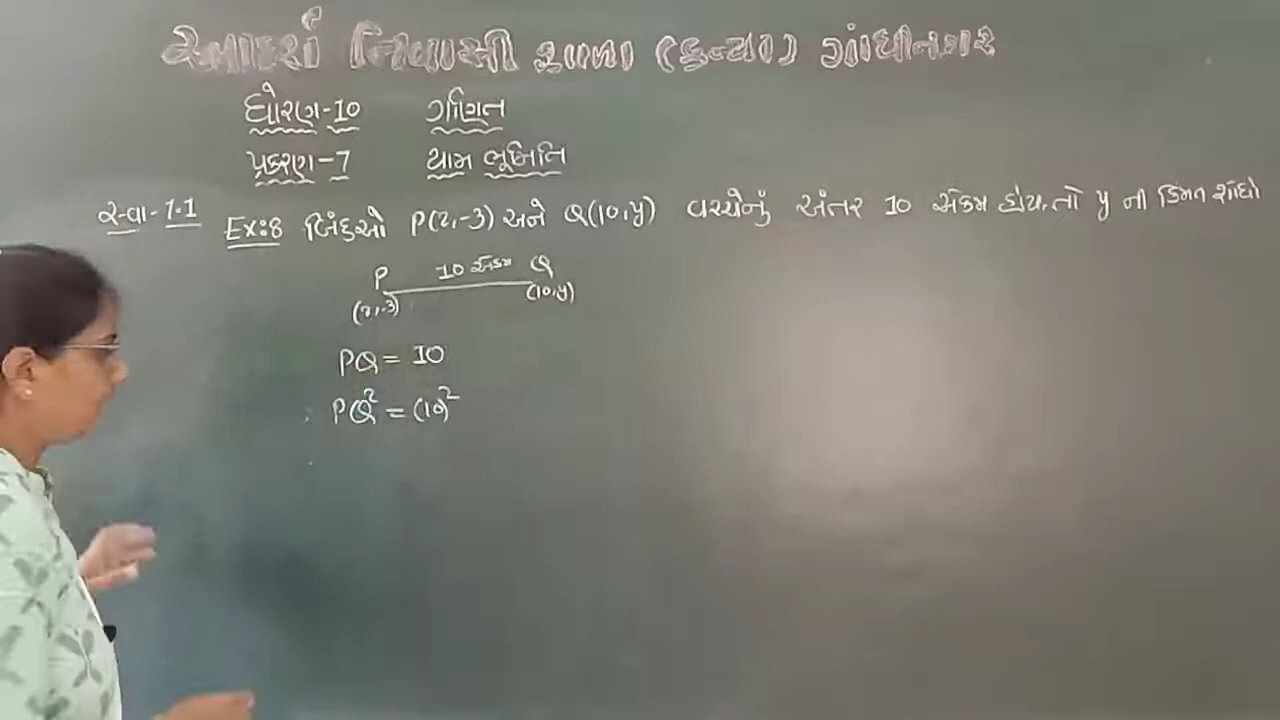 આદર્શ નિવાસી શાળા (કન્યા) ગાંધીનગર
ધોરણ-10 ગણિત
પ્રકરણ-7 યામ ભૂમિતિ
સ્વા-7.1 Ex:8 બિંદુઓ P(2,-3) અને Q(10,y) વચ્ચેનું અંતર 10 એકમ હોય તો y ની કિંમત શોધો
P 10 એકમ Q
(2,-3) (10,y)
PQ = 10
PQ² = (10)²